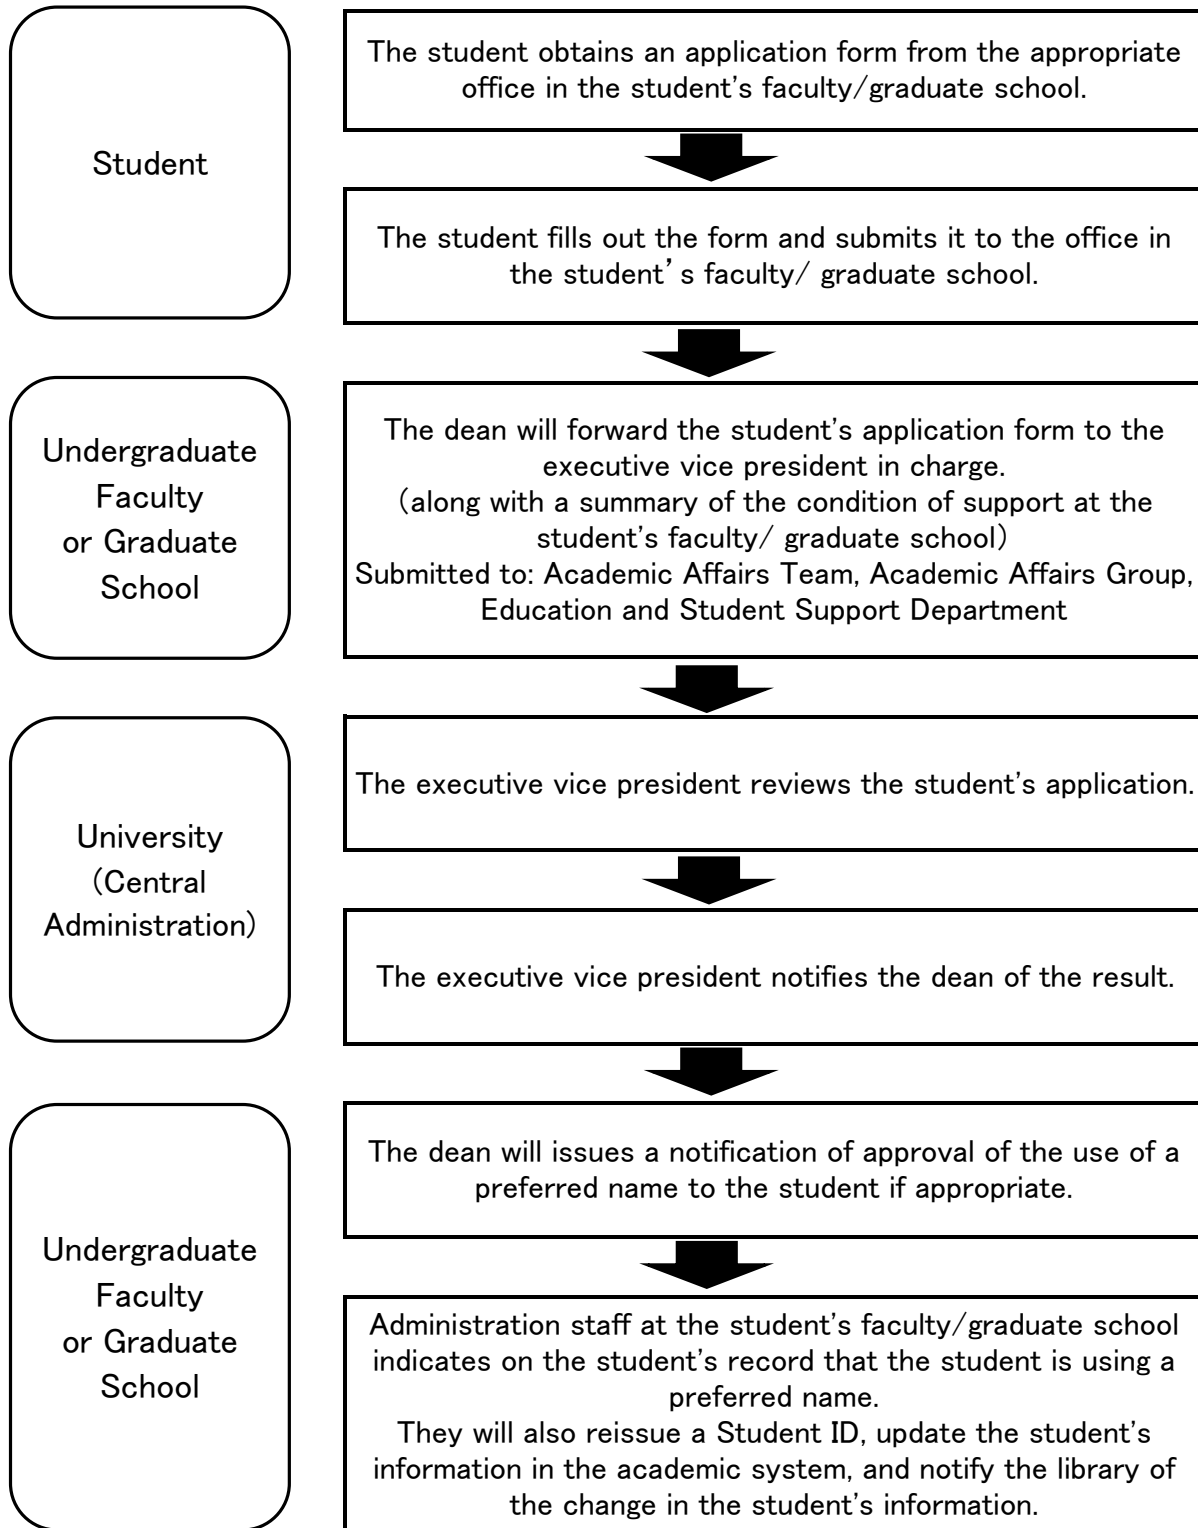 Student
The student obtains an application form from the appropriate
office in the student's faculty/graduate school.
The student fills out the form and submits it to the office in
the student’s faculty/ graduate school.
Undergraduate
Faculty
or Graduate
School
The dean will forward the student's application form to the
executive vice president in charge.
(along with a summary of the condition of support at the
student's faculty/ graduate school)
Submitted to: Academic Affairs Team, Academic Affairs Group,
Education and Student Support Department
University
(Central
Administration)
The executive vice president reviews the student's application.
The executive vice president notifies the dean of the result.
Undergraduate
Faculty
or Graduate
School
The dean will issues a notification of approval of the use of a
preferred name to the student if appropriate.
Administration staff at the student's faculty/graduate school
indicates on the student's record that the student is using a
preferred name.
They will also reissue a Student ID, update the student's
information in the academic system, and notify the library of
the change in the student's information.